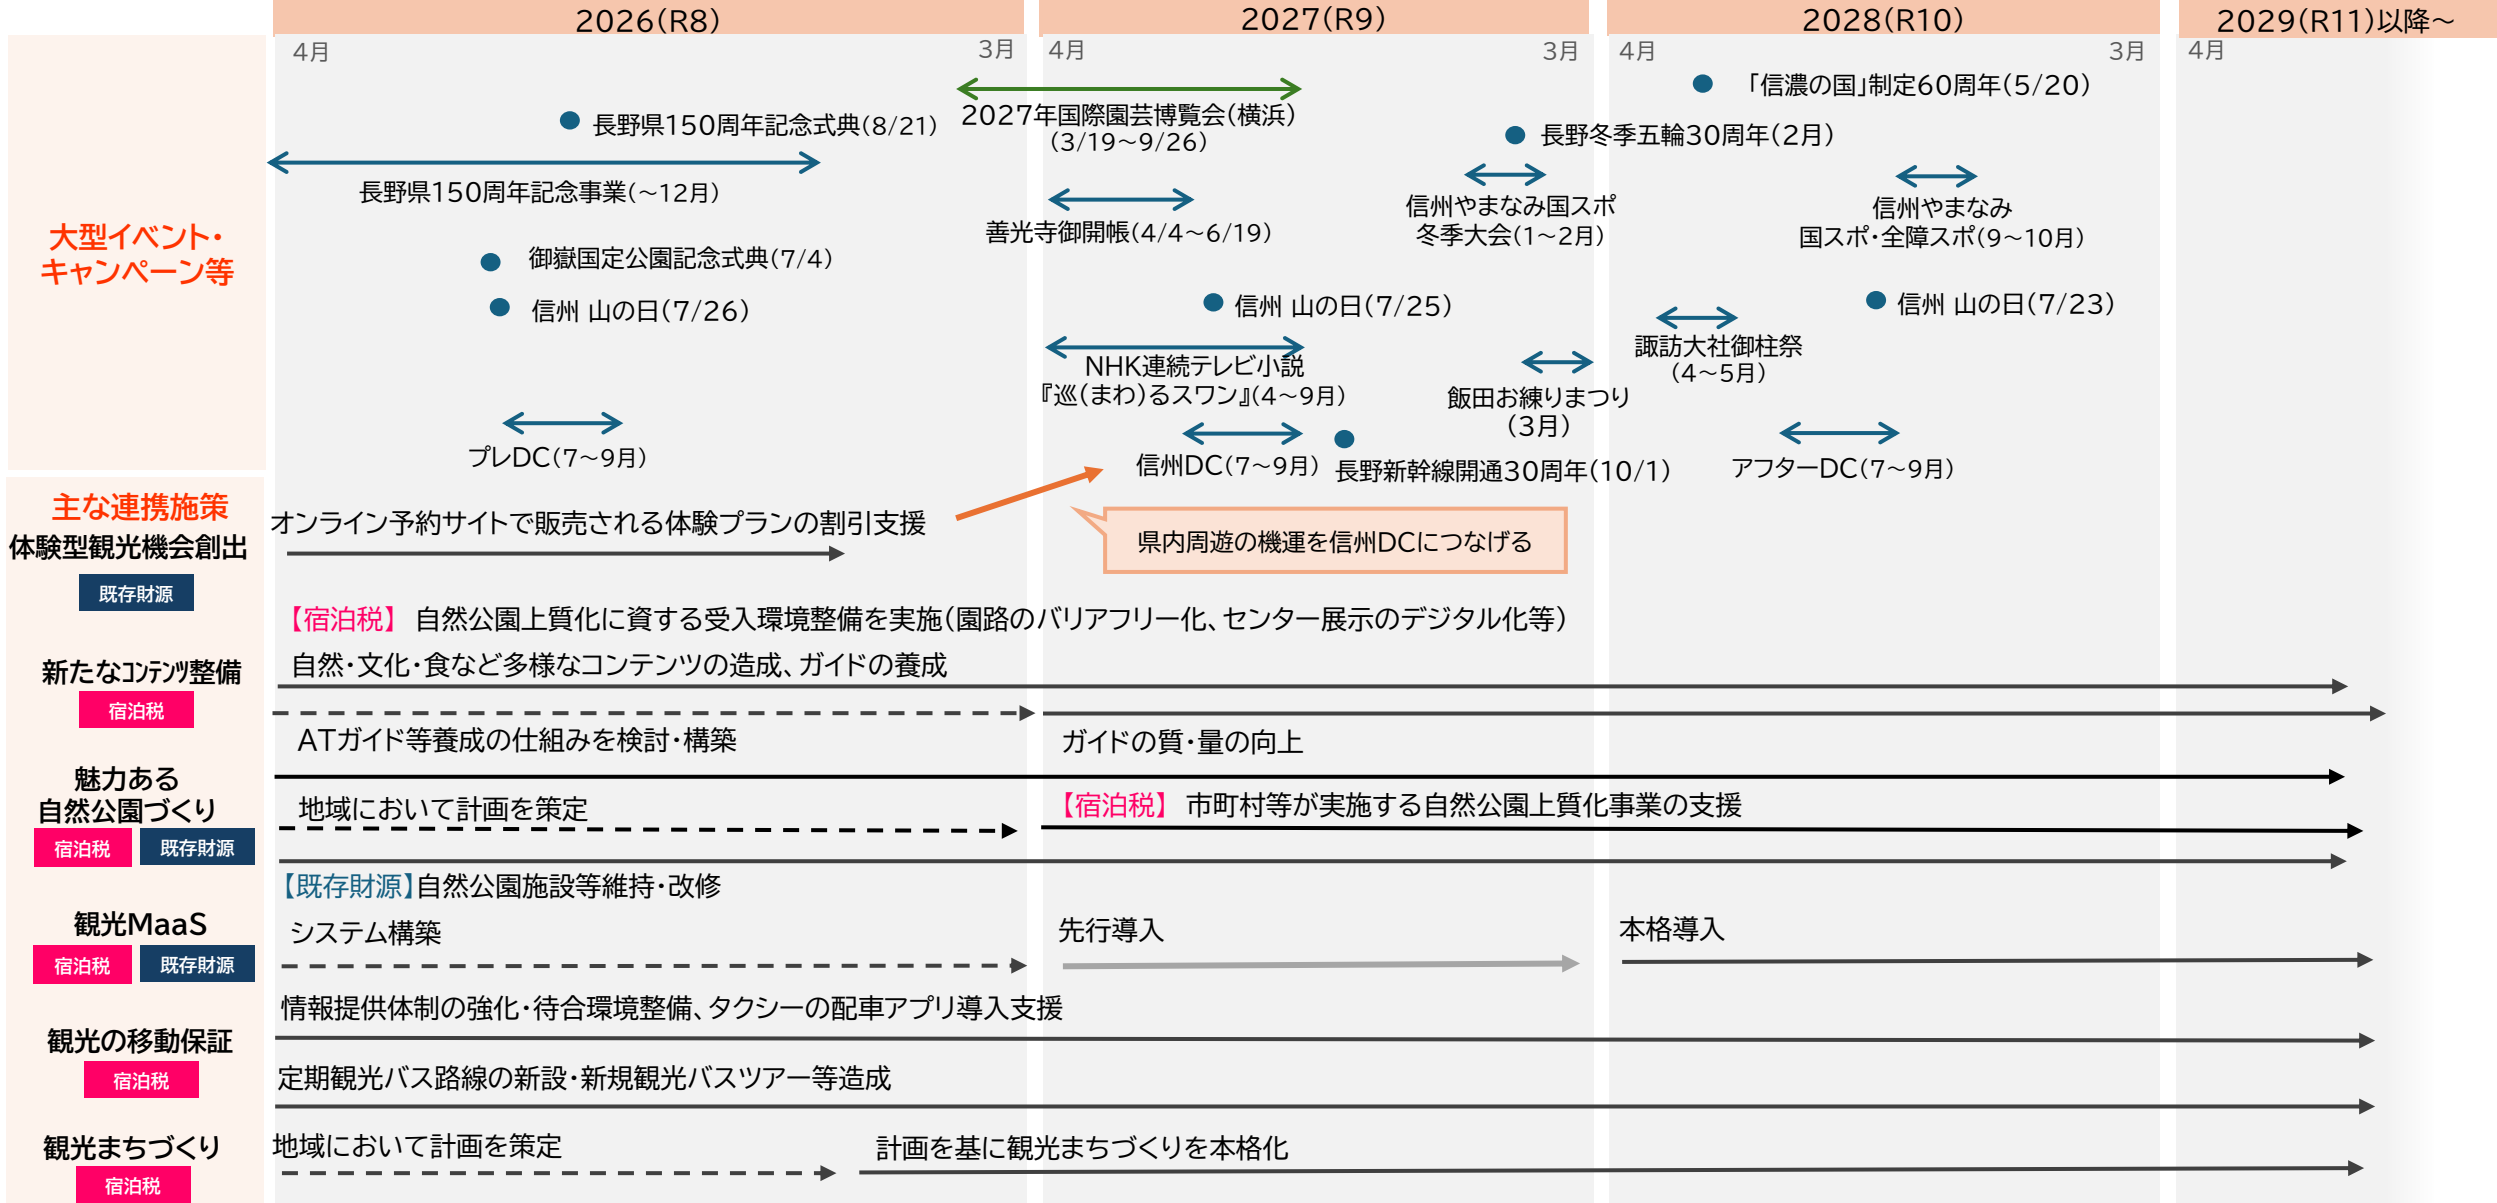 2026(R8)
2027(R9)
2028(R10)
2029(R11)以降～
4月
3月
4月
3月
4月
3月
4月
大型イベント・
キャンペーン等
長野県150周年記念式典(8/21)
長野県150周年記念事業(～12月)
御嶽国定公園記念式典(7/4)
信州 山の日(7/26)
プレDC(7～9月)
2027年国際園芸博覧会(横浜)
(3/19～9/26)
善光寺御開帳(4/4～6/19)
信州 山の日(7/25)
NHK連続テレビ小説
『巡(まわ)るスワン』(4～9月)
信州DC(7～9月)
長野新幹線開通30周年(10/1)
長野冬季五輪30周年(2月)
信州やまなみ国スポ
冬季大会(1～2月)
飯田お練りまつり
(3月)
「信濃の国」制定60周年(5/20)
信州やまなみ
国スポ・全障スポ(9～10月)
信州 山の日(7/23)
諏訪大社御柱祭
(4～5月)
アフターDC(7～9月)
主な連携施策
体験型観光機会創出
既存財源
オンライン予約サイトで販売される体験プランの割引支援
県内周遊の機運を信州DCにつなげる
【宿泊税】 自然公園上質化に資する受入環境整備を実施(園路のバリアフリー化、センター展示のデジタル化等)
新たなコンテンツ整備
宿泊税
自然・文化・食など多様なコンテンツの造成、ガイドの養成
ATガイド等養成の仕組みを検討・構築
ガイドの質・量の向上
魅力ある
自然公園づくり
宿泊税
既存財源
地域において計画を策定
【宿泊税】 市町村等が実施する自然公園上質化事業の支援
【既存財源】自然公園施設等維持・改修
観光MaaS
宿泊税
既存財源
システム構築
先行導入
本格導入
情報提供体制の強化・待合環境整備、タクシーの配車アプリ導入支援
観光の移動保証
宿泊税
定期観光バス路線の新設・新規観光バスツアー等造成
観光まちづくり
宿泊税
地域において計画を策定
計画を基に観光まちづくりを本格化